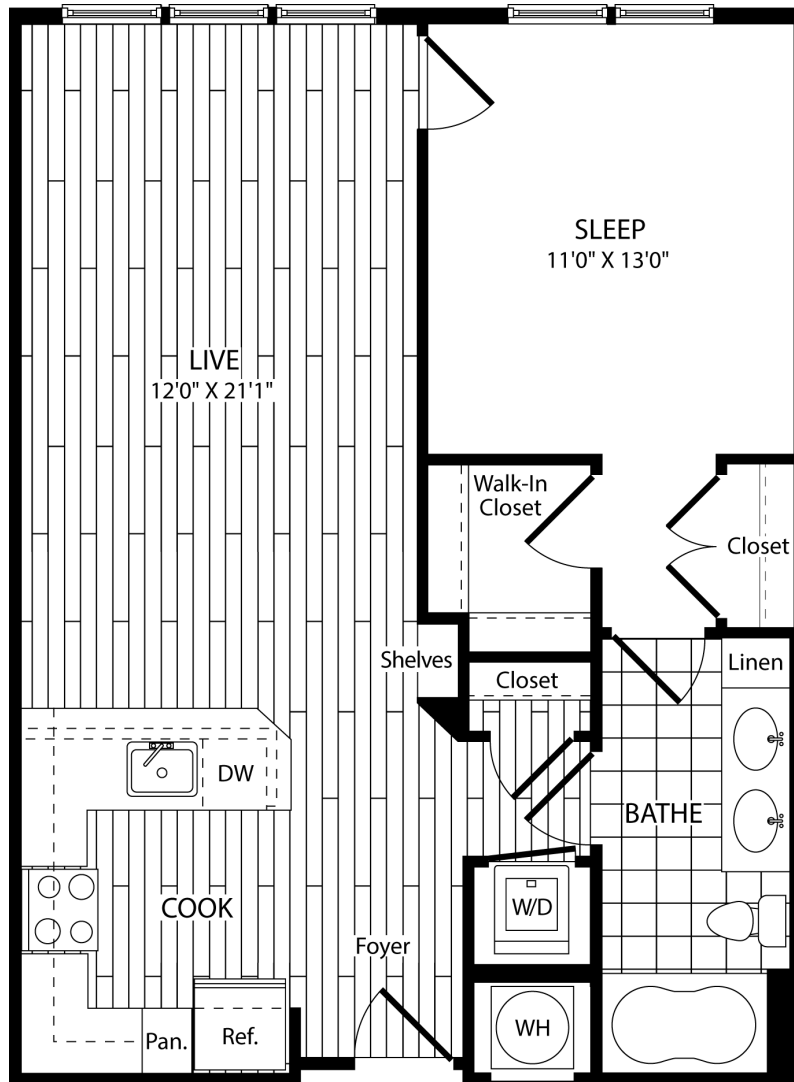 SLEEP
11'0" X 13'0"
LIVE
12'0" X 21'1"
Walk-In
Closet
Closet
Shelves
Closet
Linen
DW
BATHE
COOK
W/D
Foyer
Pan.
Ref.
WH